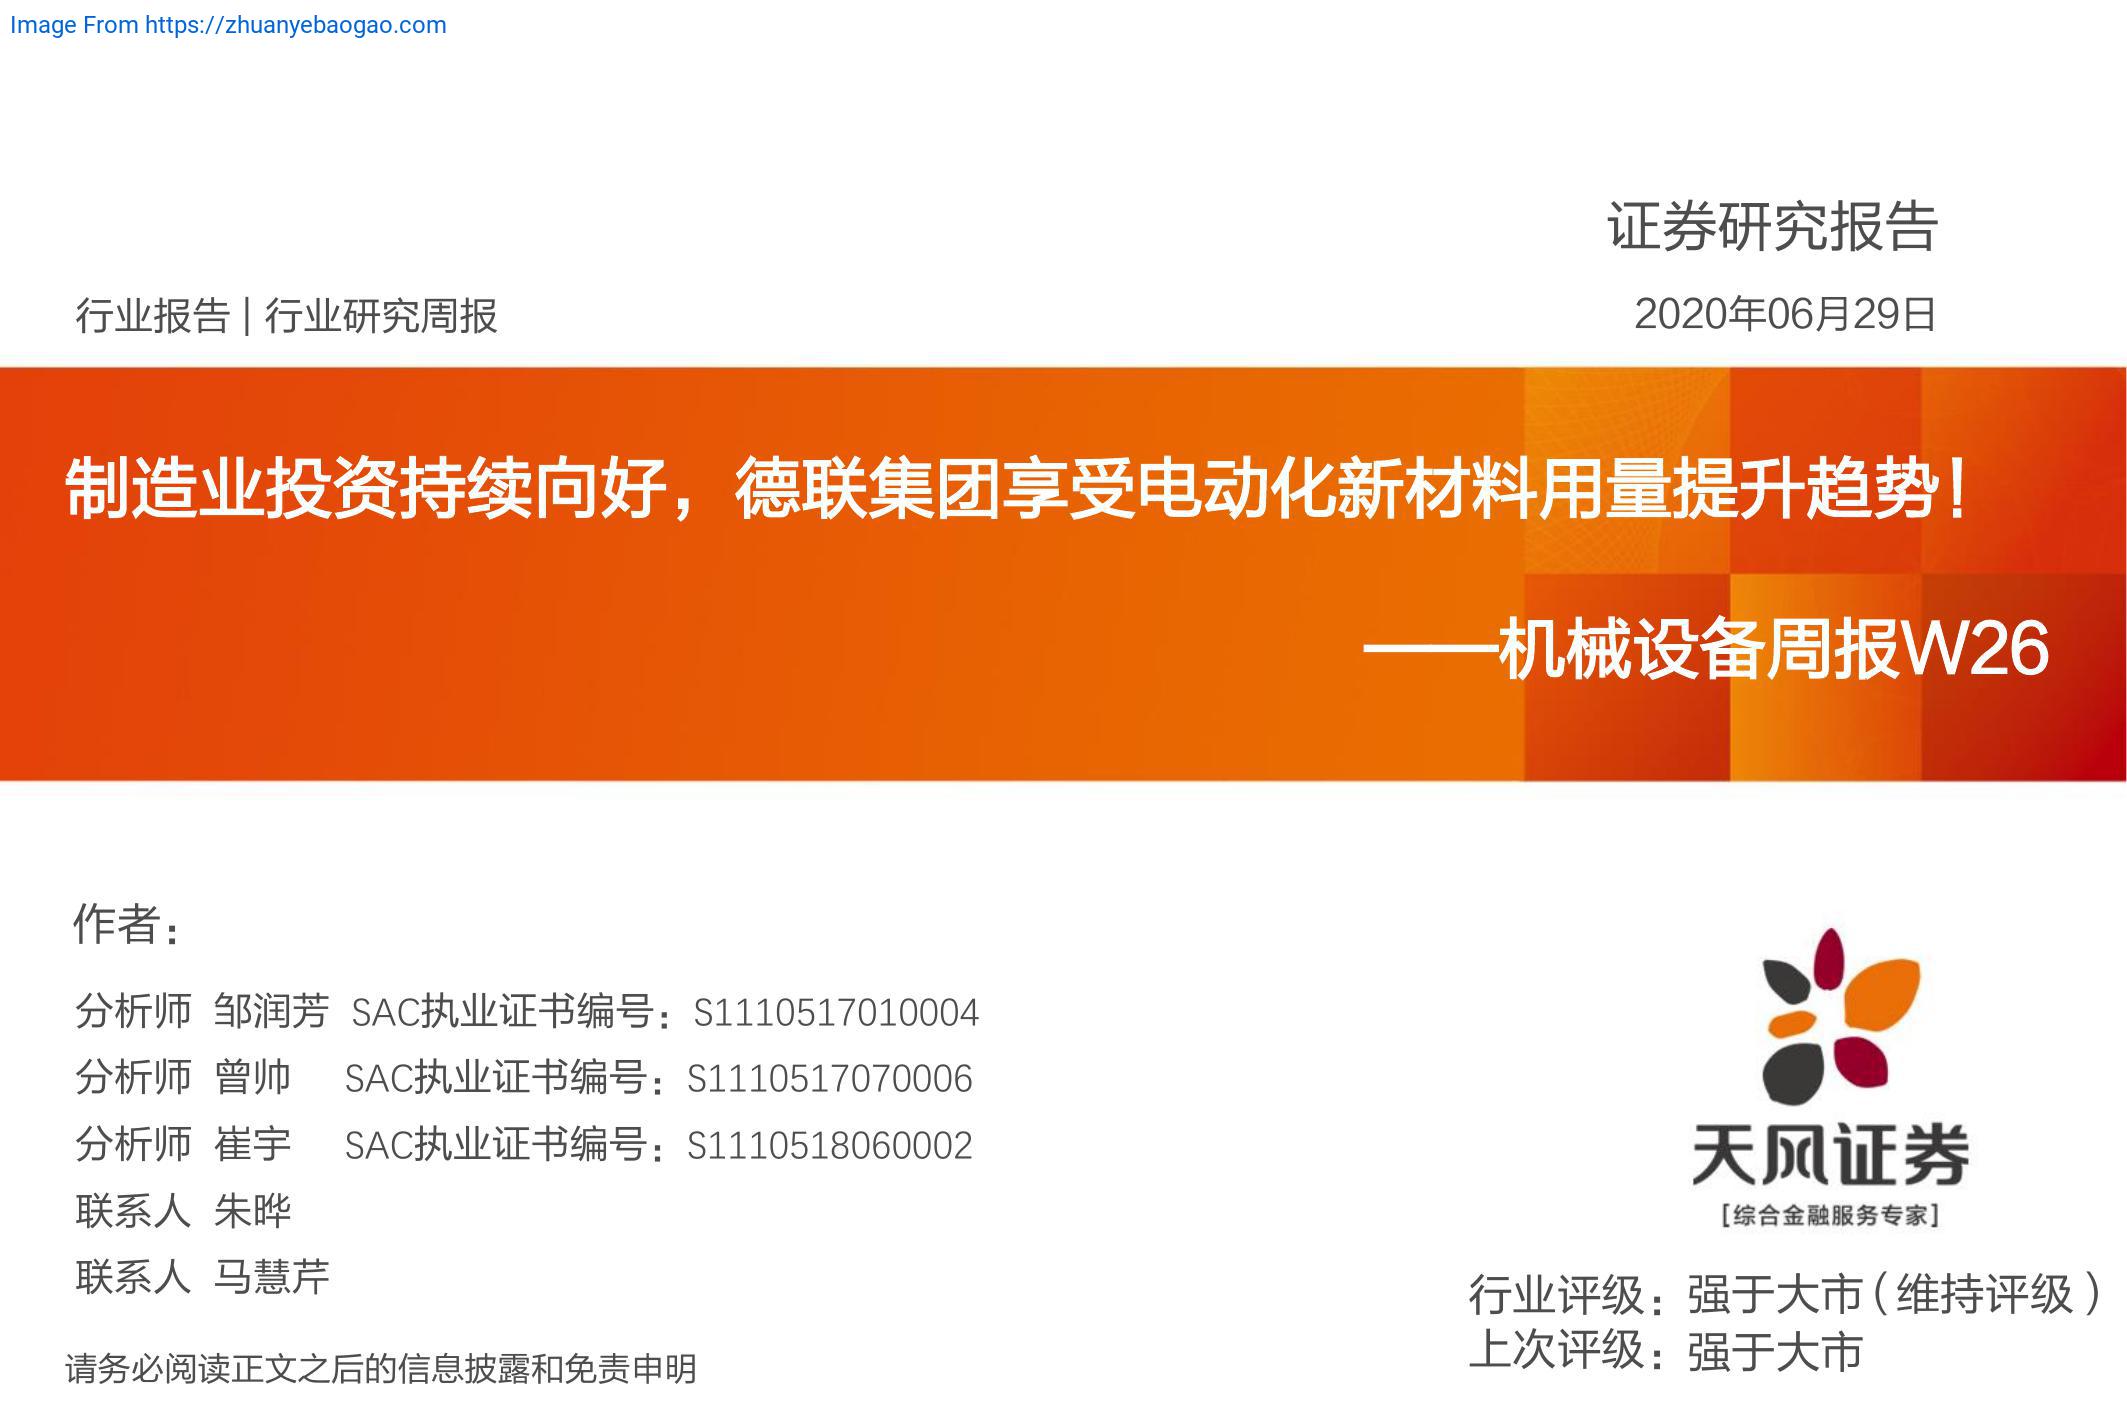 Image From https://zhuanyebaogao.com
证券研究报告
行业报告 | 行业研究周报
2020年06月29日
制造业投资持续向好，德联集团享受电动化新材料用量提升趋势！
——机械设备周报W26
作者：
分析师 邹润芳 SAC执业证书编号：S1110517010004
分析师 曾帅 SAC执业证书编号：S1110517070006
分析师 崔宇 SAC执业证书编号：S1110518060002
联系人 朱晔
联系人 马慧芹
天风证券
[综合金融服务专家]
行业评级：强于大市（维持评级）
上次评级：强于大市
请务必阅读正文之后的信息披露和免责申明